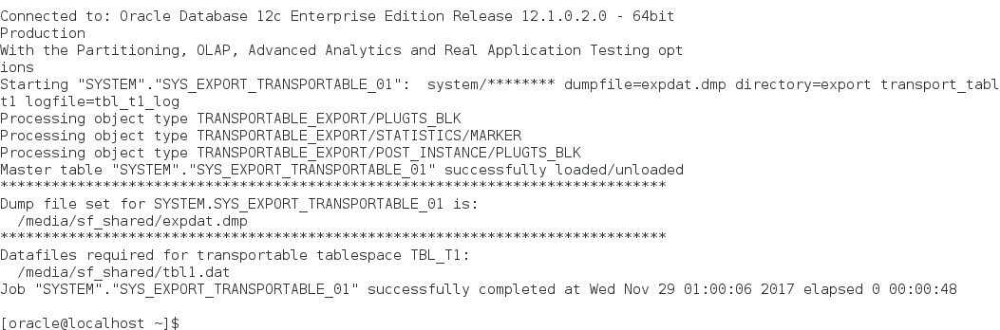 Connected to: Oracle Database 12c Enterprise Edition Release 12.1.0.2.0 - 64bit
Production
With the Partitioning, OLAP, Advanced Analytics and Real Application Testing opt
ions
Starting "SYSTEM"."SYS_EXPORT_TRANSPORTABLE_01":  system/******** dumpfile=expdat.dmp directory=export transport_tabl
t1 logfile=tbl_t1_log
Processing object type TRANSPORTABLE_EXPORT/PLUGTS_BLK
Processing object type TRANSPORTABLE_EXPORT/STATISTICS/MARKER
Processing object type TRANSPORTABLE_EXPORT/POST_INSTANCE/PLUGTS_BLK
Master table "SYSTEM"."SYS_EXPORT_TRANSPORTABLE_01" successfully loaded/unloaded
******************************************************************************
Dump file set for SYSTEM.SYS_EXPORT_TRANSPORTABLE_01 is:
  /media/sf_shared/expdat.dmp
******************************************************************************
Datafiles required for transportable tablespace TBL_T1:
  /media/sf_shared/tbl1.dat
Job "SYSTEM"."SYS_EXPORT_TRANSPORTABLE_01" successfully completed at Wed Nov 29 01:00:06 2017 elapsed 0 00:00:48
[oracle@localhost ~]$